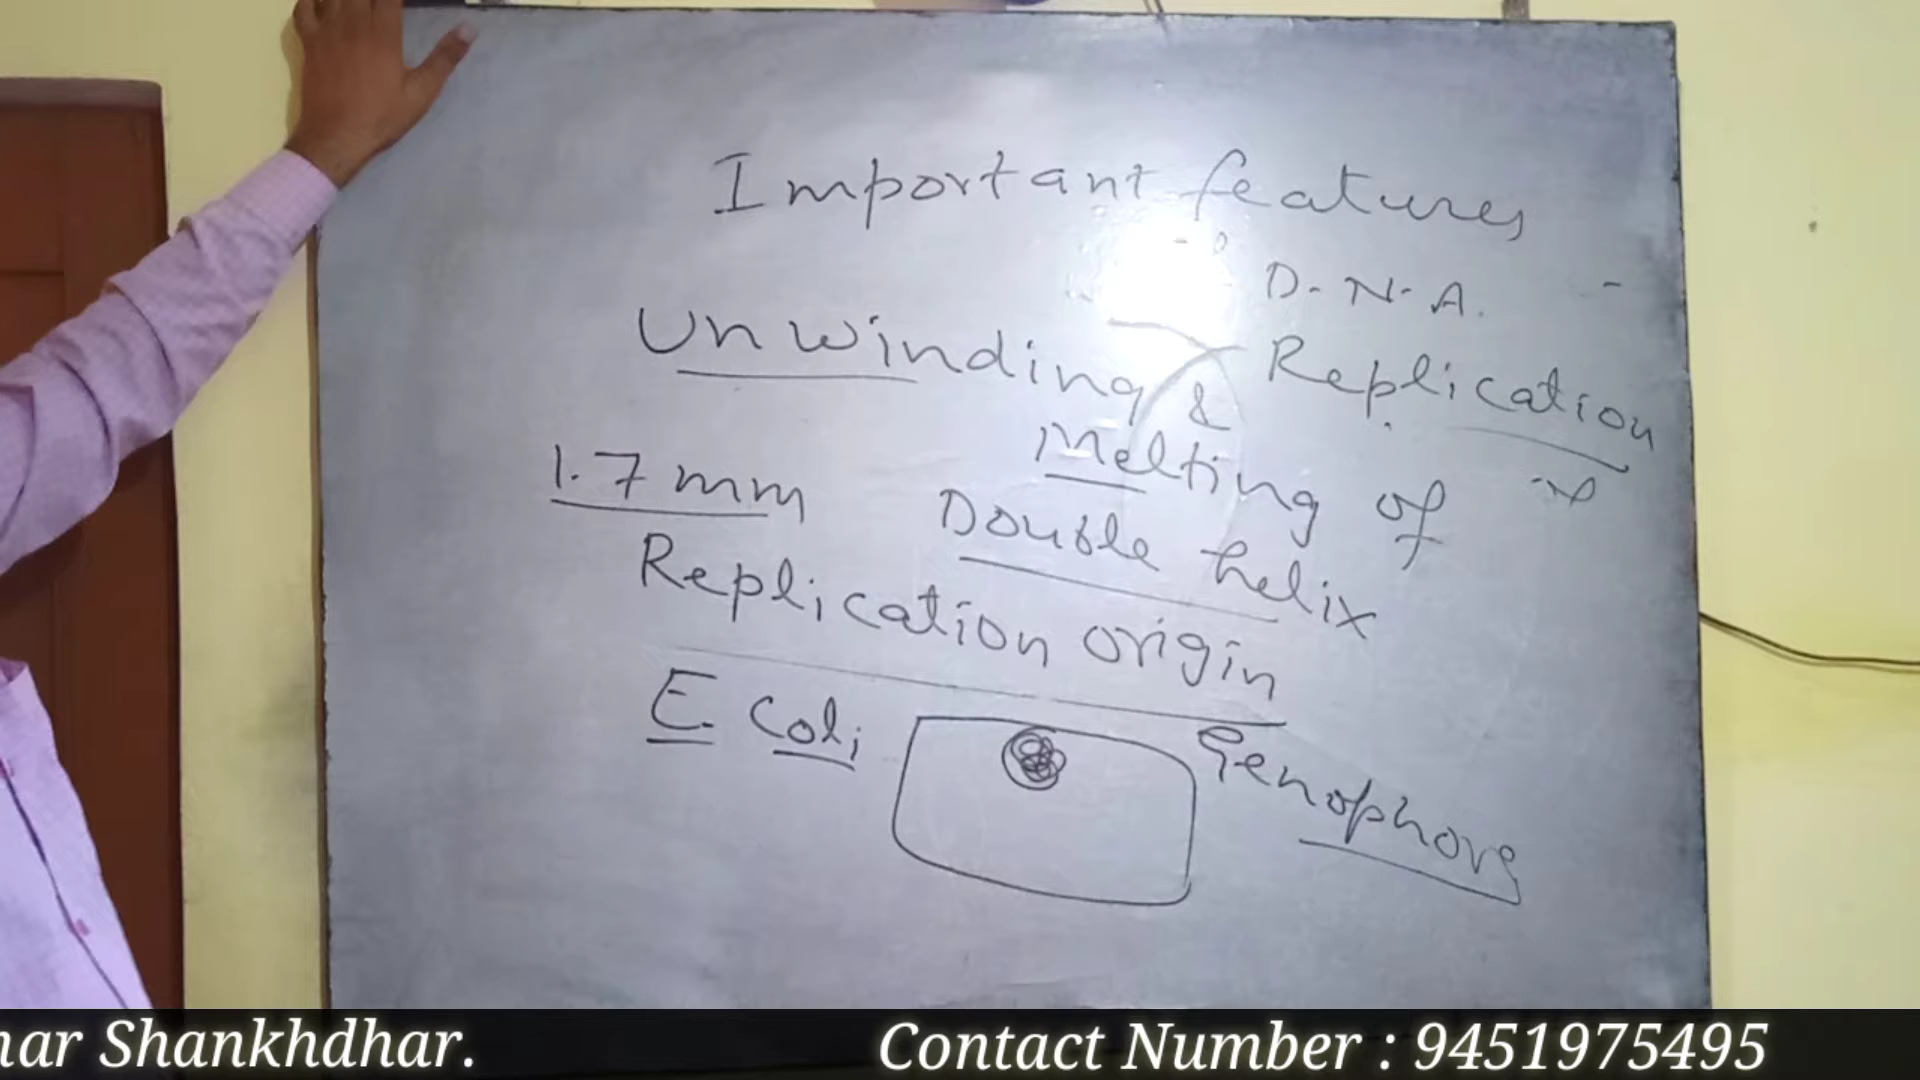 Important features
D.N.A.
Replication
Unwinding &
Melting of
Double helix
1.7 mm
Replication origin
E. Coli
Genophore
nar Shankhdhar.
Contact Number : 9451975495